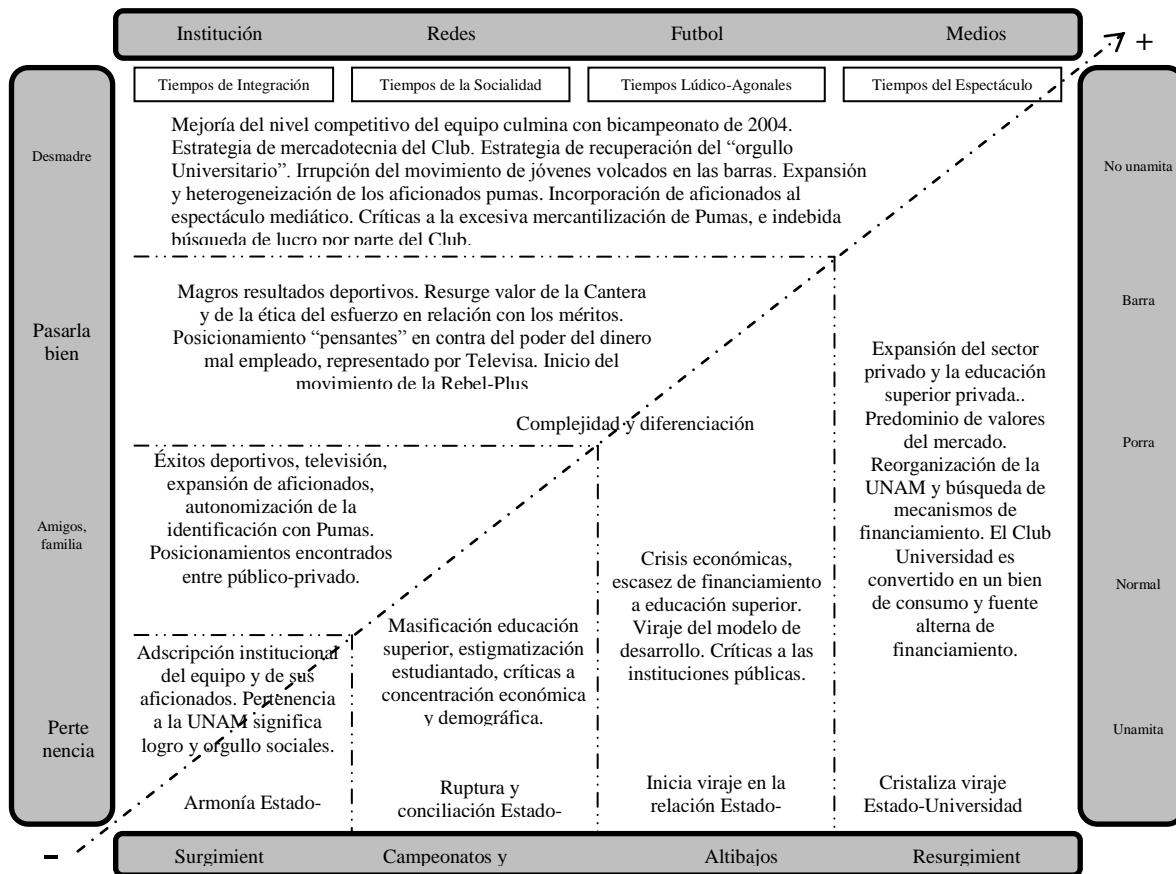 Institución
Redes
Futbol
Medios
+
Tiempos de Integración
Tiempos de la Socialidad
Tiempos Lúdico-Agonales
Tiempos del Espectáculo
Desmadre
Pasarla
bien
Amigos,
familia
Perte
nencia
Mejoría del nivel competitivo del equipo culmina con bicampeonato de 2004.
Estrategia de mercadotecnia del Club. Estrategia de recuperación del “orgullo
Universitario”. Irrupción del movimiento de jóvenes volcados en las barras. Expansión
y heterogeneización de los aficionados pumas. Incorporación de aficionados al
espectáculo mediático. Críticas a la excesiva mercantilización de Pumas, e indebida
búsqueda de lucro por parte del Club.
Magros resultados deportivos. Resurge valor de la Cantera
y de la ética del esfuerzo en relación con los méritos.
Posicionamiento “pensantes” en contra del poder del dinero
mal empleado, representado por Televisa. Inicio del
movimiento de la Rebel-Plus
Complejidad y diferenciación
Éxitos deportivos, televisión,
expansión de aficionados,
autonomización de la
identificación con Pumas.
Posicionamientos encontrados
entre público-privado.
Adscripción institucional
del equipo y de sus
aficionados. Pertenencia
a la UNAM significa
logro y orgullo sociales.
Armonía Estado-
Masificación educación
superior, estigmatización
estudiantado, críticas a
concentración económica
y demográfica.
Ruptura y
conciliación Estado-
Crisis económicas,
escasez de financiamiento
a educación superior.
Viraje del modelo de
desarrollo. Críticas a las
instituciones públicas.
Inicia viraje en la
relación Estado-
Expansión del sector
privado y la educación
superior privada..
Predominio de valores
del mercado.
Reorganización de la
UNAM y búsqueda de
mecanismos de
financiamiento. El Club
Universidad es
convertido en un bien
de consumo y fuente
alterna de
financiamiento.
Cristaliza viraje
Estado-Universidad
No unamita
Barra
Porra
Normal
Unamita
-
Surgimient
Campeonatos y
Altibajos
Resurgimient